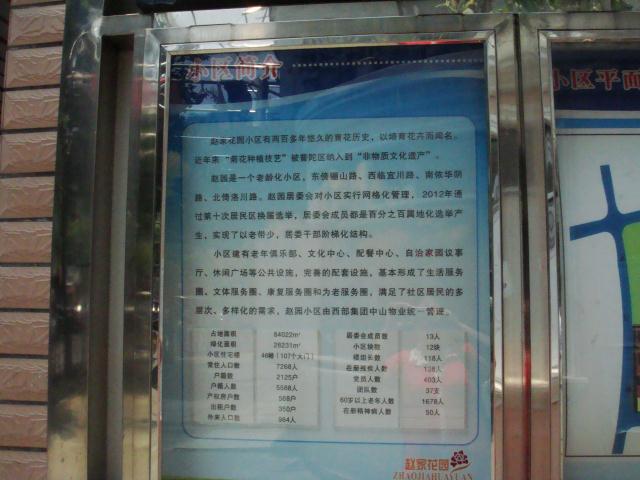 小区简介
小区平面
赵家花园小区有两百多年悠久的育花历史,以培育花卉而闻名。
近年来“菊花种植技艺”被普陀区纳入到“非物质文化遗产”。
赵园是一个老龄化小区,东傍骊山路、西临宜川路、南依华阴
路、北倚洛川路。赵园居委会对小区实行网格化管理,2012年通
过第十次居民区换届选举,居委会成员都是百分之百属地化选举产
生,实现了以老带少,居委干部阶梯化结构。
小区建有老年俱乐部、文化中心、配餐中心、自治家园议事
厅、休闲广场等公共设施,完善的配套设施,基本形成了生活服务
圈、文体服务圈、康复服务圈和为老服务圈,满足了社区居民的多
层次、多样化的需求,赵园小区由西部集团中山物业统一管理。
占地面积 84022m² 居委会成员数 13人
绿化面积 28231m² 小区块数 12块
小区住宅楼 46幢(107个大门) 楼组长数 118人
常住人口数 7268人 在册残疾人数 128人
户籍数 2125户 党员人数 403人
户籍人数 5588人 团队数 37支
产权房户数 568户 60岁以上老年人数 1678人
出租户数 350户 在册精神病人数 50人
外来人口数 984人
赵家花园
ZHAOJIAHUAYUAN